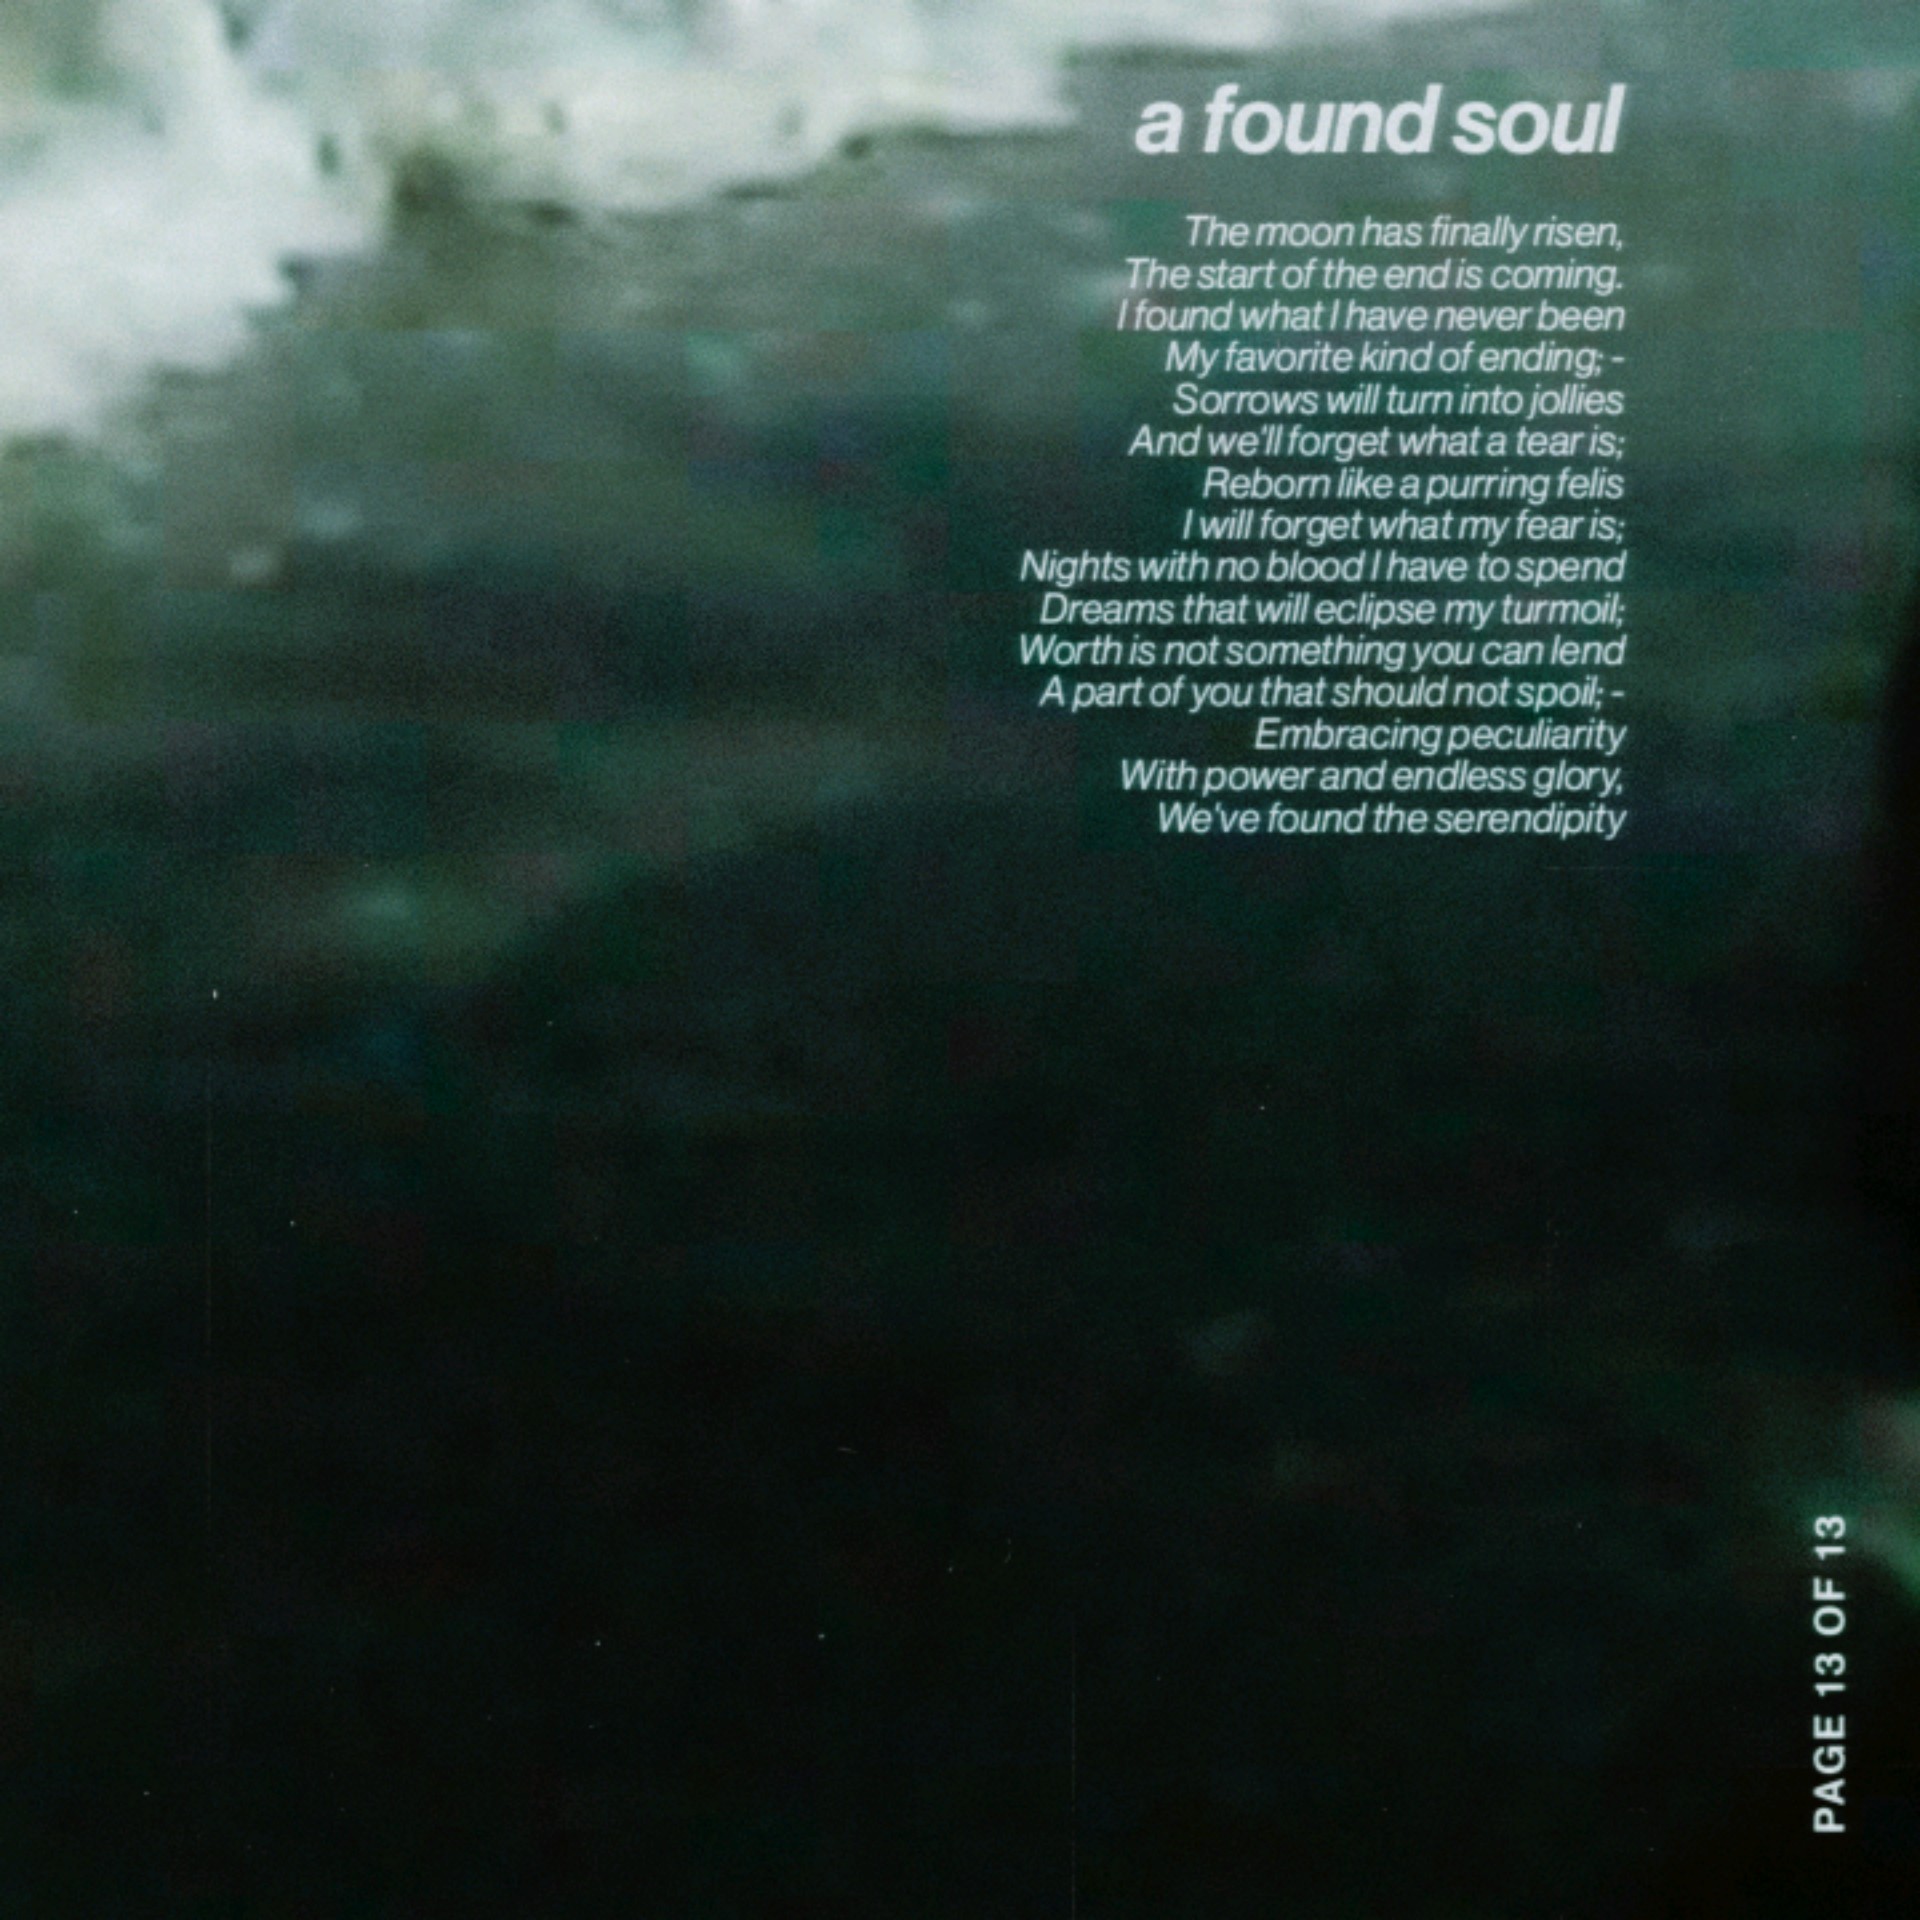 a found soul
The moon has finally risen,
The start of the end is coming.
I found what I have never been
My favorite kind of ending; -
Sorrows will turn into jollies
And we'll forget what a tear is;
Reborn like a purring felis
I will forget what my fear is;
Nights with no blood I have to spend
Dreams that will eclipse my turmoil;
Worth is not something you can lend
A part of you that should not spoil; -
Embracing peculiarity
With power and endless glory,
We've found the serendipity
PAGE 13 OF 13